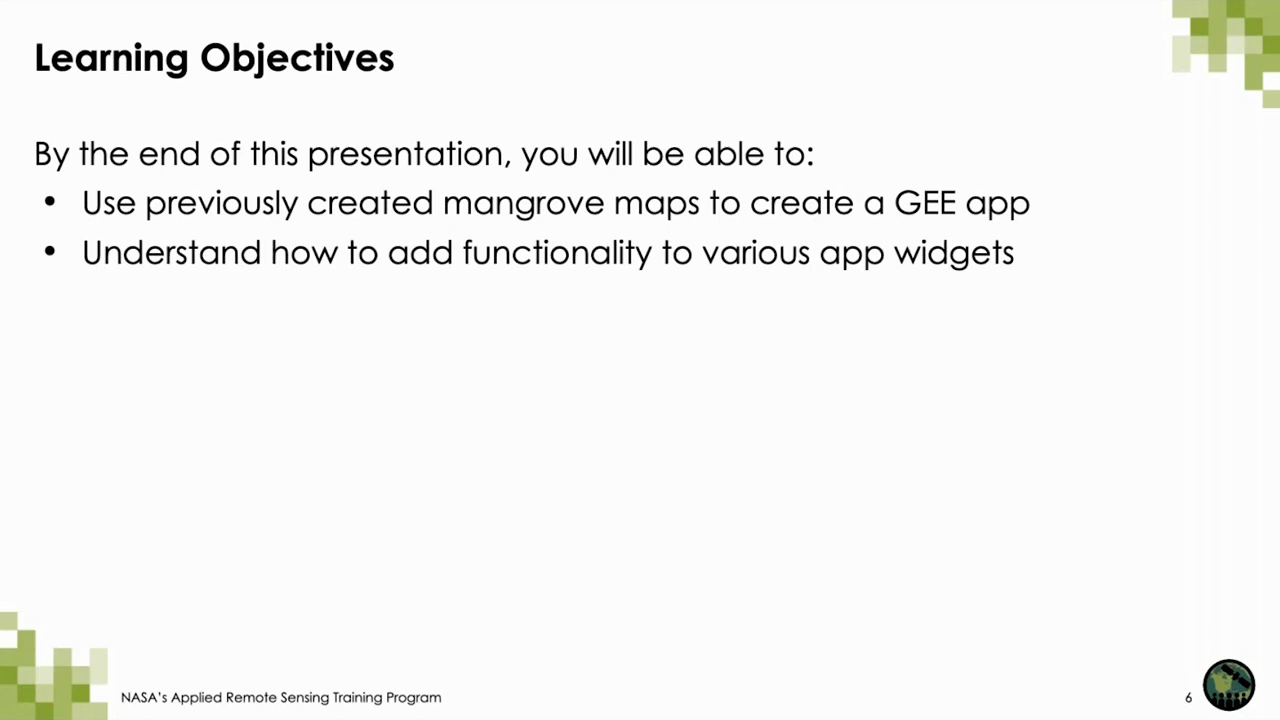 Learning Objectives
By the end of this presentation, you will be able to:
• Use previously created mangrove maps to create a GEE app
• Understand how to add functionality to various app widgets
NASA's Applied Remote Sensing Training Program
6